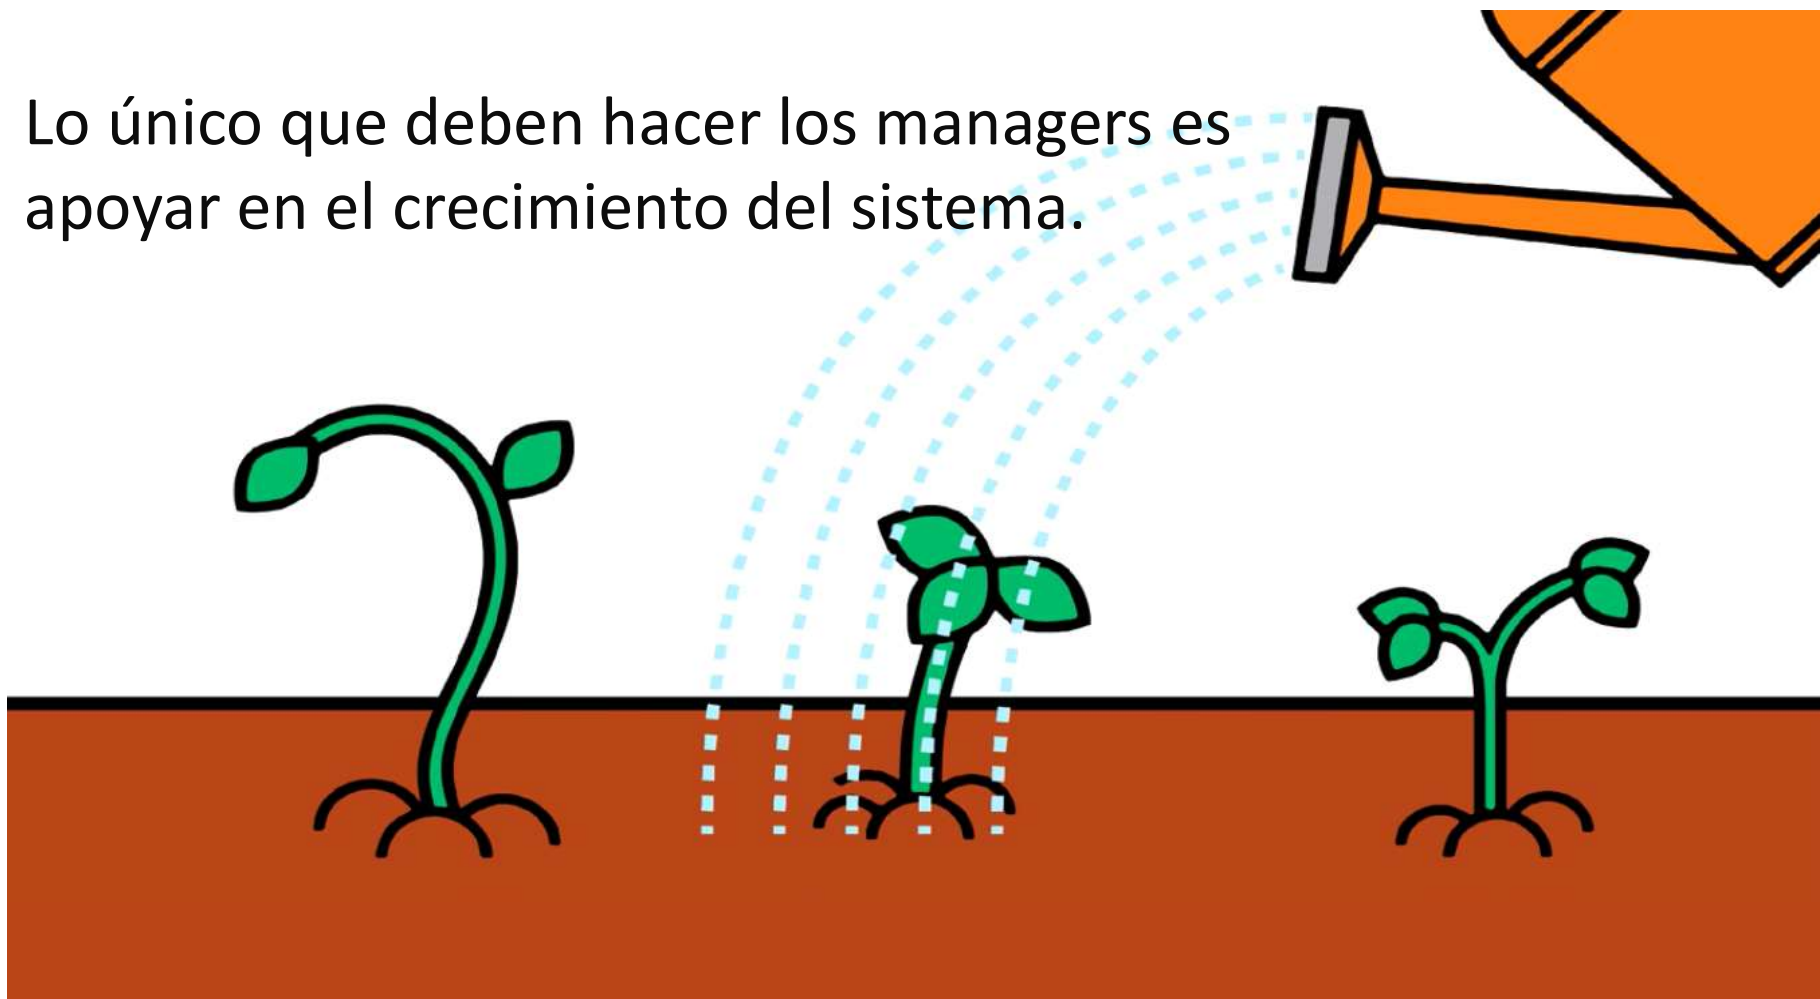 Lo único que deben hacer los managers es
apoyar en el crecimiento del sistema.